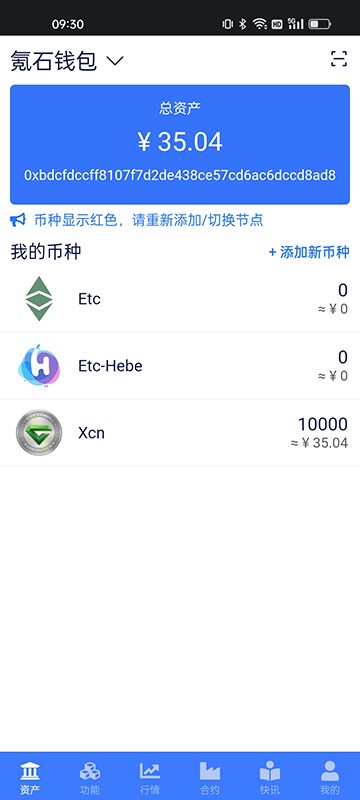 09:30
HD 5G
氪石钱包
总资产
¥ 35.04
0xbdcfdccff8107f7d2de438ce57cd6ac6dccd8ad8
币种显示红色，请重新添加/切换节点
我的币种 + 添加新币种
Etc 0
≈ ¥ 0
Etc-Hebe 0
≈ ¥ 0
Xcn 10000
≈ ¥ 35.04
资产 功能 行情 合约 快讯 我的